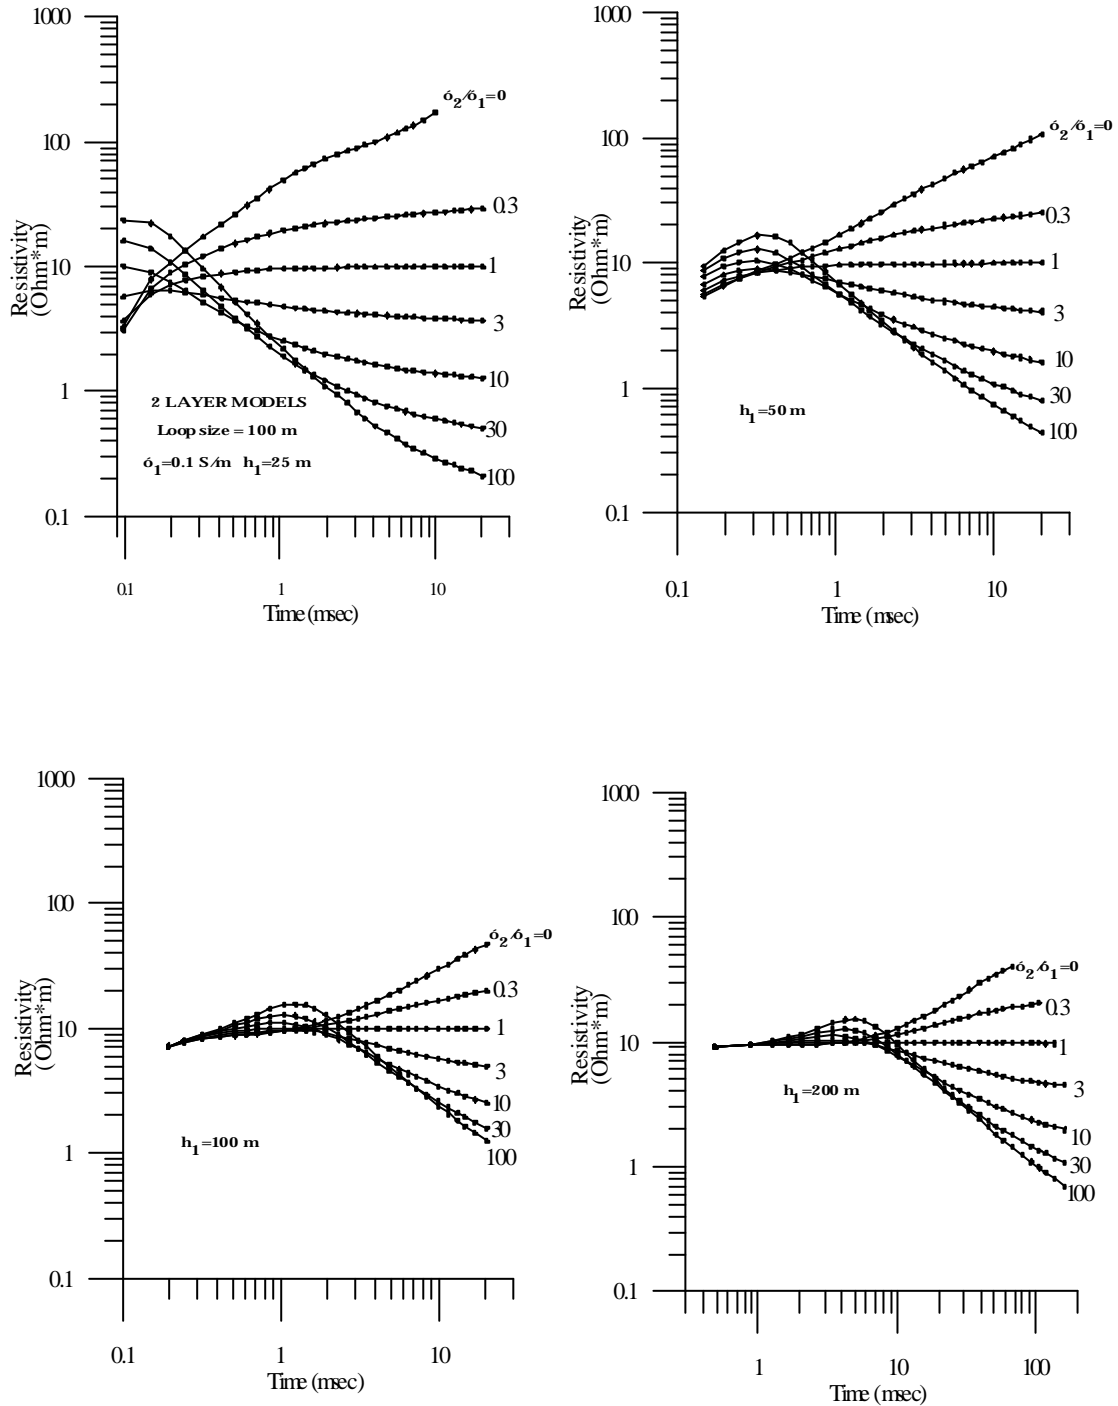 1000
100
10
1
0.1
Resistivity
(Ohm*m)
ó2/ó1=0
0.3
1
3
10
30
100
2 LAYER MODELS
Loop size = 100 m
ó1=0.1 S/m h1=25 m
0.1 1 10
Time (msec)
1000
100
10
1
0.1
Resistivity
(Ohm*m)
ó2/ó1=0
0.3
1
3
10
30
100
h1=50 m
0.1 1 10
Time (msec)
1000
100
10
1
0.1
Resistivity
(Ohm*m)
ó2/ó1=0
0.3
1
3
10
30
100
h1=100 m
0.1 1 10
Time (msec)
1000
100
10
1
0.1
Resistivity
(Ohm*m)
ó2/ó1=0
0.3
1
3
10
30
100
h1=200 m
1 10 100
Time (msec)